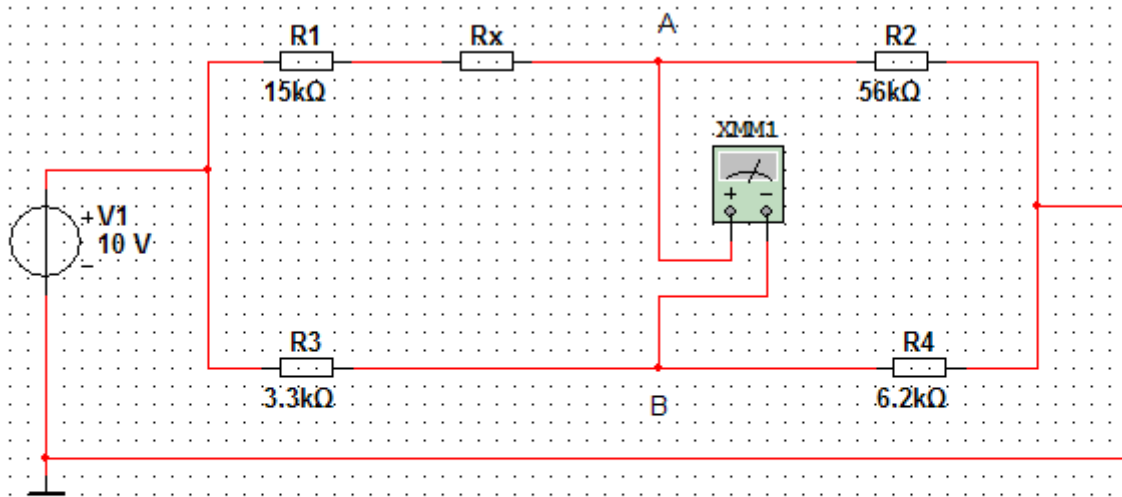 A
R1
Rx
R2
15kΩ
56kΩ
XMM1
+ −
+ V1
10 V
−
R3
R4
3.3kΩ
6.2kΩ
B